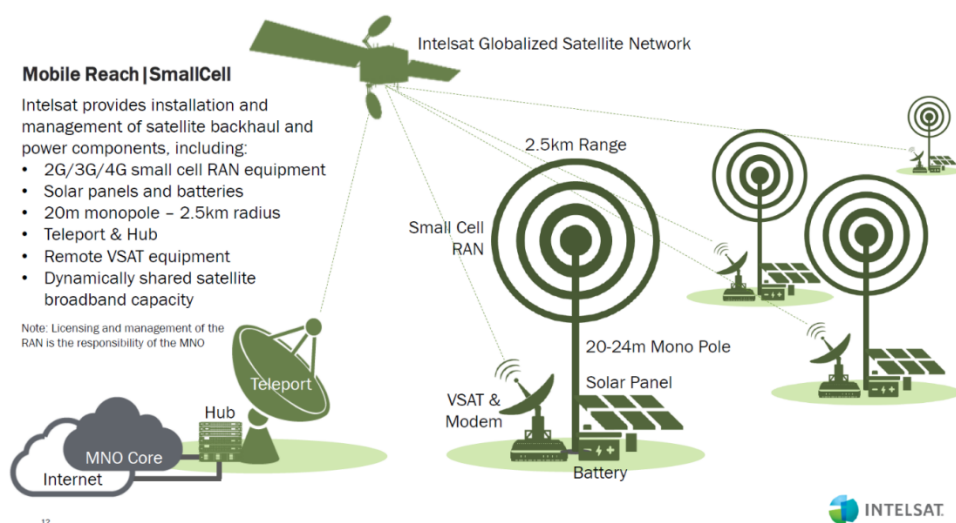 Intelsat Globalized Satellite Network
Mobile Reach|SmallCell
Intelsat provides installation and
management of satellite backhaul and
power components, including:
• 2G/3G/4G small cell RAN equipment
• Solar panels and batteries
• 20m monopole – 2.5km radius
• Teleport & Hub
• Remote VSAT equipment
• Dynamically shared satellite
broadband capacity
Note: Licensing and management of the
RAN is the responsibility of the MNO
2.5km Range
Small Cell
RAN
20-24m Mono Pole
Solar Panel
VSAT &
Modem
Battery
Teleport
Hub
MNO Core
Internet
12
INTELSAT